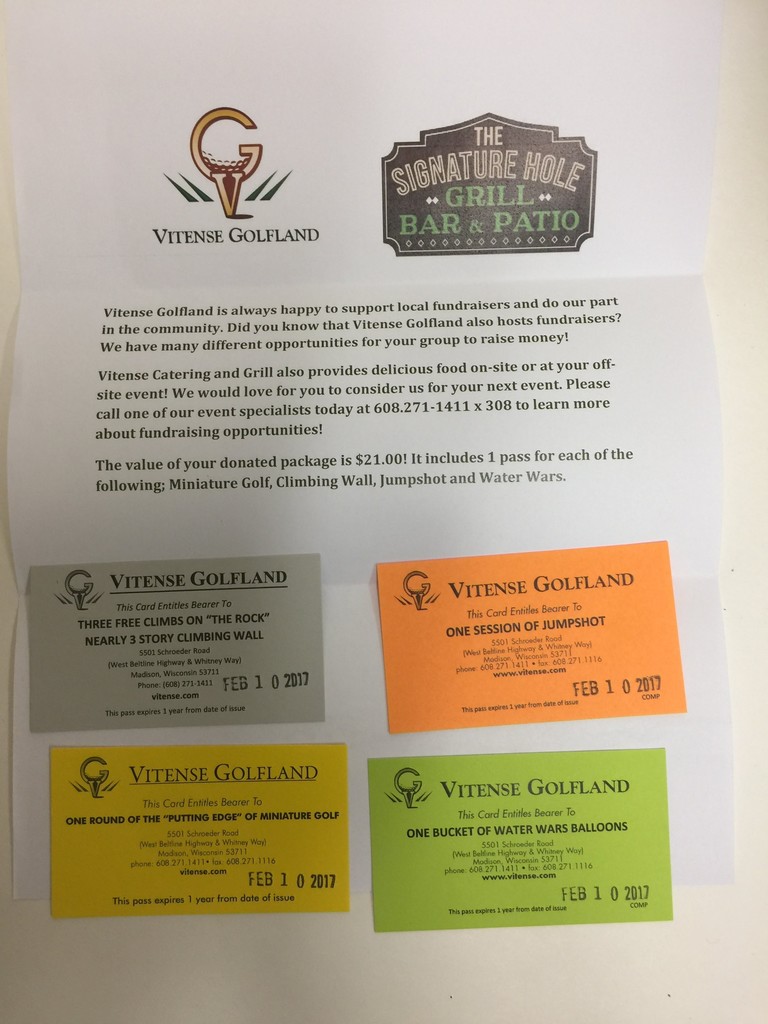 G
VITENSE GOLFLAND
THE
SIGNATURE HOLE
GRILL
BAR & PATIO
Vitense Golfland is always happy to support local fundraisers and do our part
in the community. Did you know that Vitense Golfland also hosts fundraisers?
We have many different opportunities for your group to raise money!
Vitense Catering and Grill also provides delicious food on-site or at your off-
site event! We would love for you to consider us for your next event. Please
call one of our event specialists today at 608.271-1411 x 308 to learn more
about fundraising opportunities!
The value of your donated package is $21.00! It includes 1 pass for each of the
following; Miniature Golf, Climbing Wall, Jumpshot and Water Wars.
VITENSE GOLFLAND
This Card Entitles Bearer To
THREE FREE CLIMBS ON "THE ROCK"
NEARLY 3 STORY CLIMBING WALL
5501 Schroeder Road
(West Beltline Highway & Whitney Way)
Madison, Wisconsin 53711
Phone: (608) 271-1411
vitense.com
FEB 1 0 2017
This pass expires 1 year from date of issue
VITENSE GOLFLAND
This Card Entitles Bearer To
ONE SESSION OF JUMPSHOT
5501 Schroeder Road
(West Beltline Highway & Whitney Way)
Madison, Wisconsin 53711
phone: 608.271.1411 • fax: 608.271.1116
www.vitense.com
FEB 1 0 2017
This pass expires 1 year from date of issue
COMP
VITENSE GOLFLAND
This Card Entitles Bearer To
ONE ROUND OF THE "PUTTING EDGE" OF MINIATURE GOLF
5501 Schroeder Road
(West Beltline Highway & Whitney Way)
Madison, Wisconsin 53711
phone: 608.271.1411 • fax: 608.271.1116
vitense.com
FEB 1 0 2017
This pass expires 1 year from date of issue
VITENSE GOLFLAND
This Card Entitles Bearer To
ONE BUCKET OF WATER WARS BALLOONS
5501 Schroeder Road
(West Beltline Highway & Whitney Way)
Madison, Wisconsin 53711
phone: 608.271.1411 • fax: 608.271.1116
www.vitense.com
FEB 1 0 2017
This pass expires 1 year from date of issue
COMP